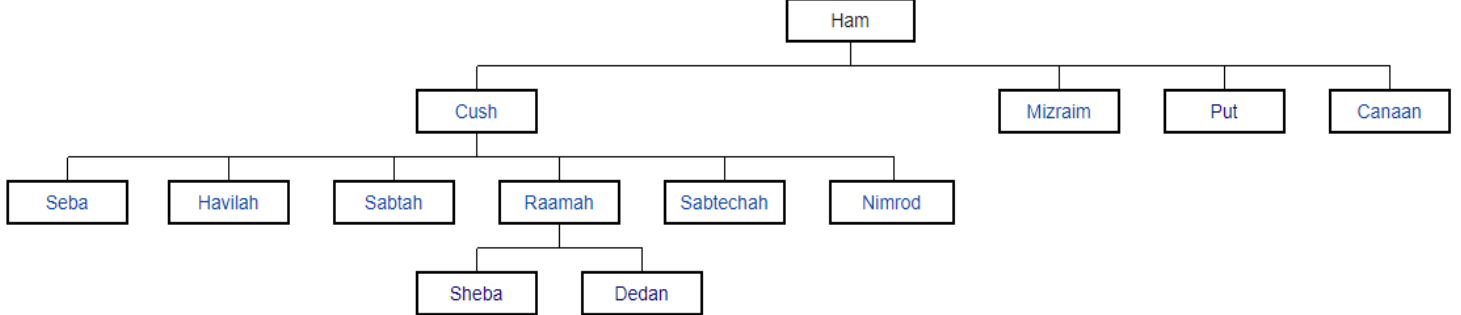 Ham
Cush
Mizraim
Put
Canaan
Seba
Havilah
Sabtah
Raamah
Sabtechah
Nimrod
Sheba
Dedan